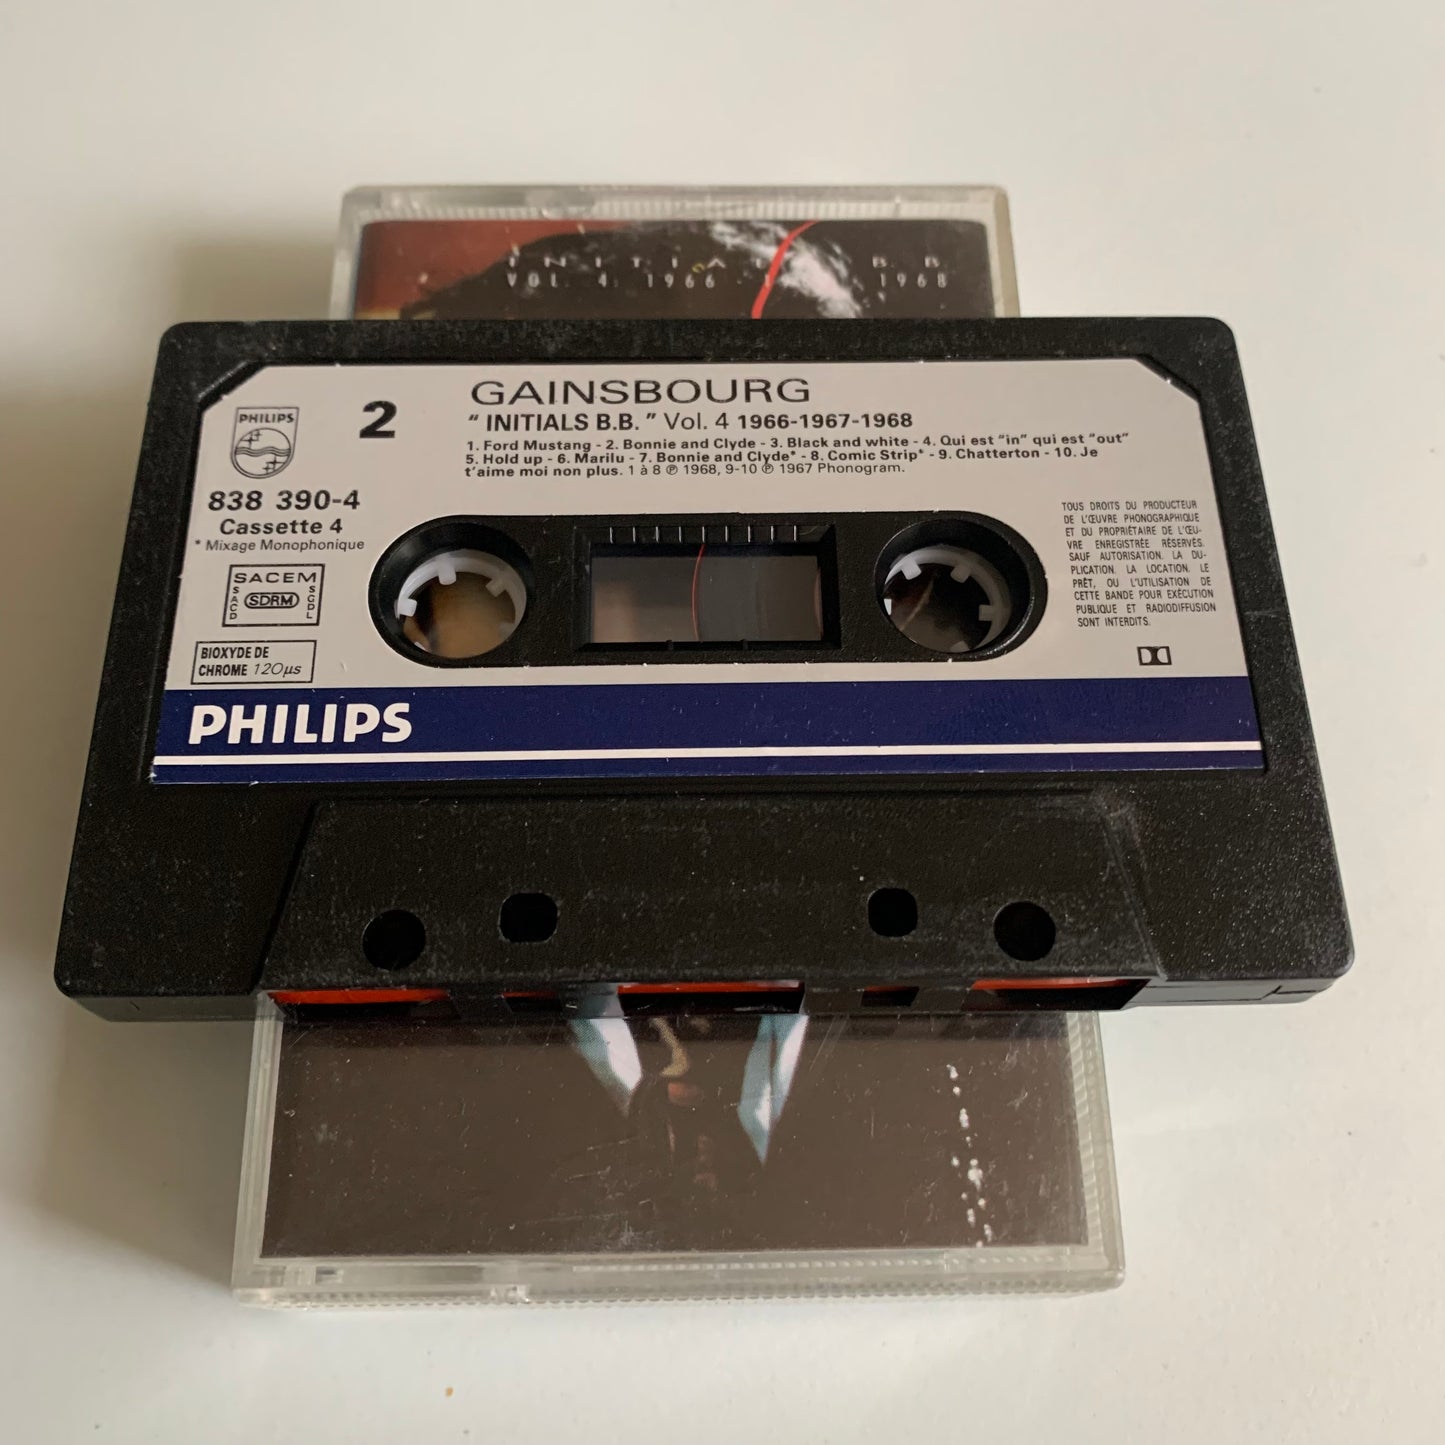 INITIAL B.B.
VOL. 4 1966 1 1968
PHILIPS
2
GAINSBOURG
" INITIALS B.B. " Vol. 4 1966-1967-1968
1. Ford Mustang - 2. Bonnie and Clyde - 3. Black and white - 4. Qui est "in" qui est "out"
5. Hold up - 6. Marilu - 7. Bonnie and Clyde* - 8. Comic Strip* - 9. Chatterton - 10. Je
t'aime moi non plus. 1 à 8 ℗ 1968, 9-10 ℗ 1967 Phonogram.
838 390-4
Cassette 4
* Mixage Monophonique
SACEM
SACD
SDRM
SGDL
BIOXYDE DE
CHROME 120µs
TOUS DROITS DU PRODUCTEUR
DE L'ŒUVRE PHONOGRAPHIQUE
ET DU PROPRIÉTAIRE DE L'ŒU-
VRE ENREGISTRÉE RÉSERVÉS.
SAUF AUTORISATION. LA DU-
PLICATION. LA LOCATION. LE
PRÊT, OU L'UTILISATION DE
CETTE BANDE POUR EXÉCUTION
PUBLIQUE ET RADIODIFFUSION
SONT INTERDITS.
PHILIPS